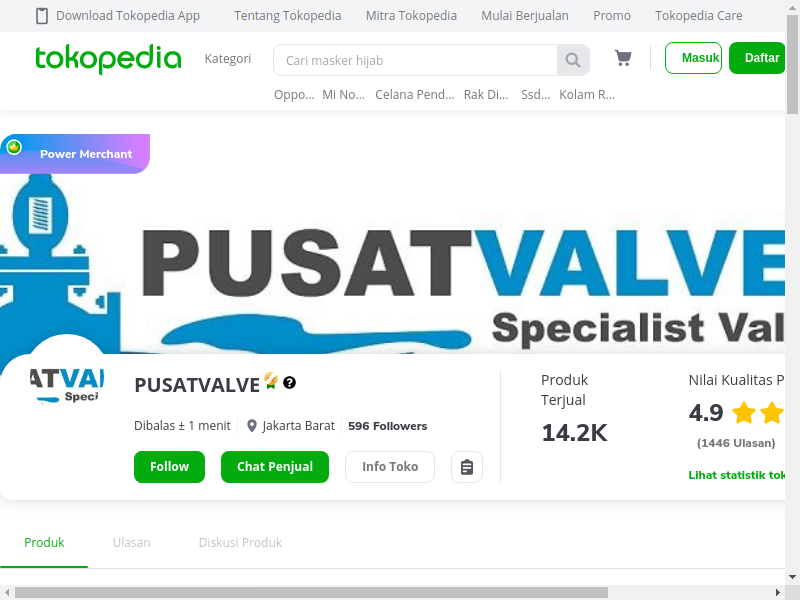 Download Tokopedia App Tentang Tokopedia Mitra Tokopedia Mulai Berjualan Promo Tokopedia Care
tokopedia Kategori Cari masker hijab Masuk Daftar
Oppo... Mi No... Celana Pend... Rak Di... Ssd... Kolam R...
Power Merchant
PUSATVALVE
Specialist Val
ATVAL
Speci
PUSATVALVE
Dibalas ± 1 menit Jakarta Barat 596 Followers
Follow Chat Penjual Info Toko
Produk
Terjual
14.2K
Nilai Kualitas P
4.9
(1446 Ulasan)
Lihat statistik tok
Produk Ulasan Diskusi Produk